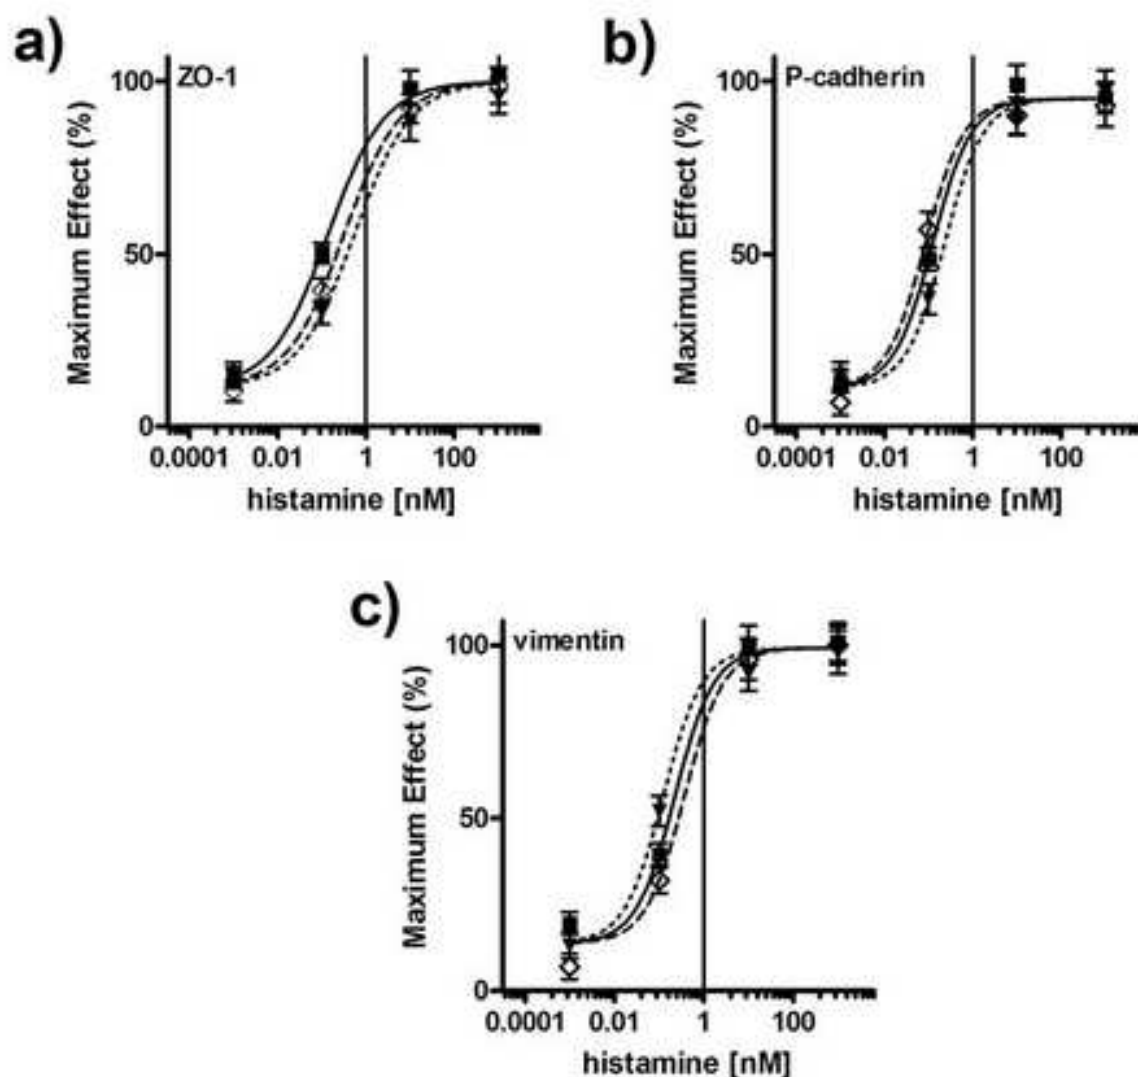 a)
ZO-1
Maximum Effect (%)
100
50
0
0.0001 0.01 1 100
histamine [nM]
b)
P-cadherin
Maximum Effect (%)
100
50
0
0.0001 0.01 1 100
histamine [nM]
c)
vimentin
Maximum Effect (%)
100
50
0
0.0001 0.01 1 100
histamine [nM]